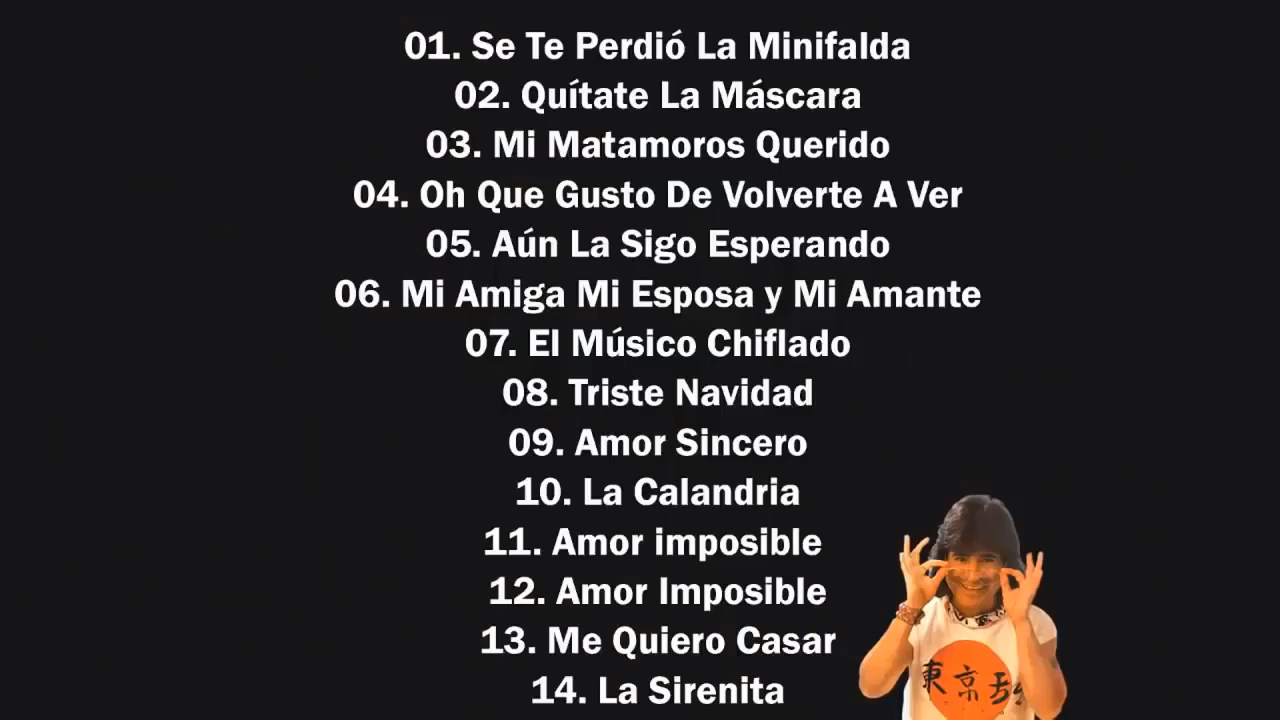 01. Se Te Perdió La Minifalda
02. Quítate La Máscara
03. Mi Matamoros Querido
04. Oh Que Gusto De Volverte A Ver
05. Aún La Sigo Esperando
06. Mi Amiga Mi Esposa y Mi Amante
07. El Músico Chiflado
08. Triste Navidad
09. Amor Sincero
10. La Calandria
11. Amor imposible
12. Amor Imposible
13. Me Quiero Casar
14. La Sirenita
東京